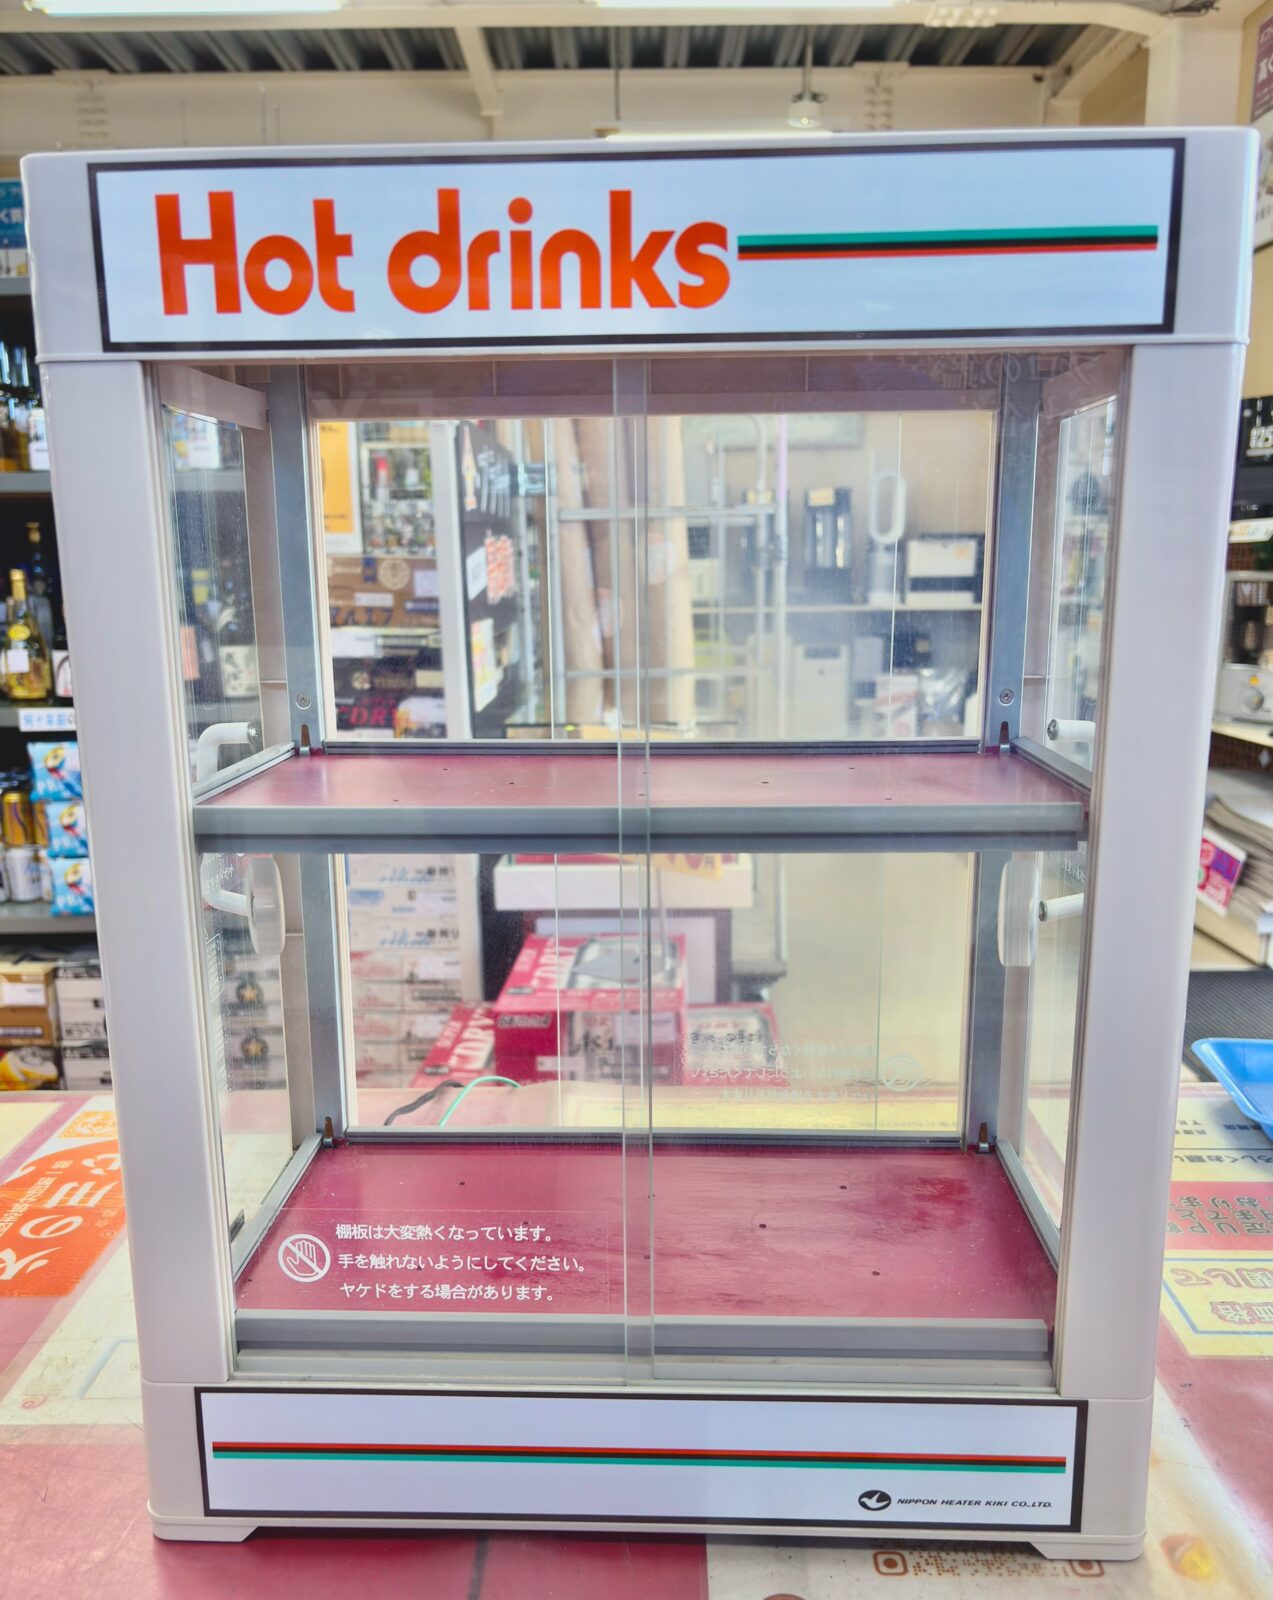 Hot drinks
棚板は大変熱くなっています。
手を触れないようにしてください。
ヤケドをする場合があります。
NIPPON HEATER KIKI CO.,LTD.